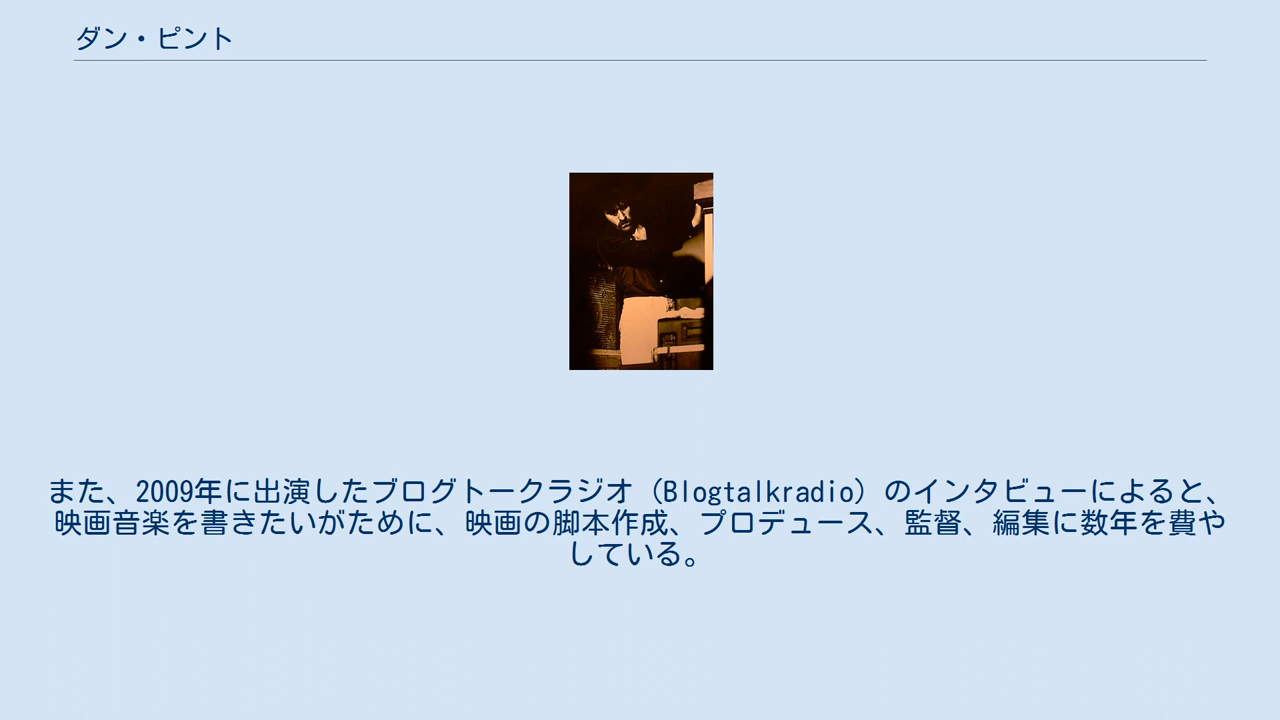 ダン・ピント
また、2009年に出演したブログトークラジオ（Blogtalkradio）のインタビューによると、
映画音楽を書きたいがために、映画の脚本作成、プロデュース、監督、編集に数年を費や
している。